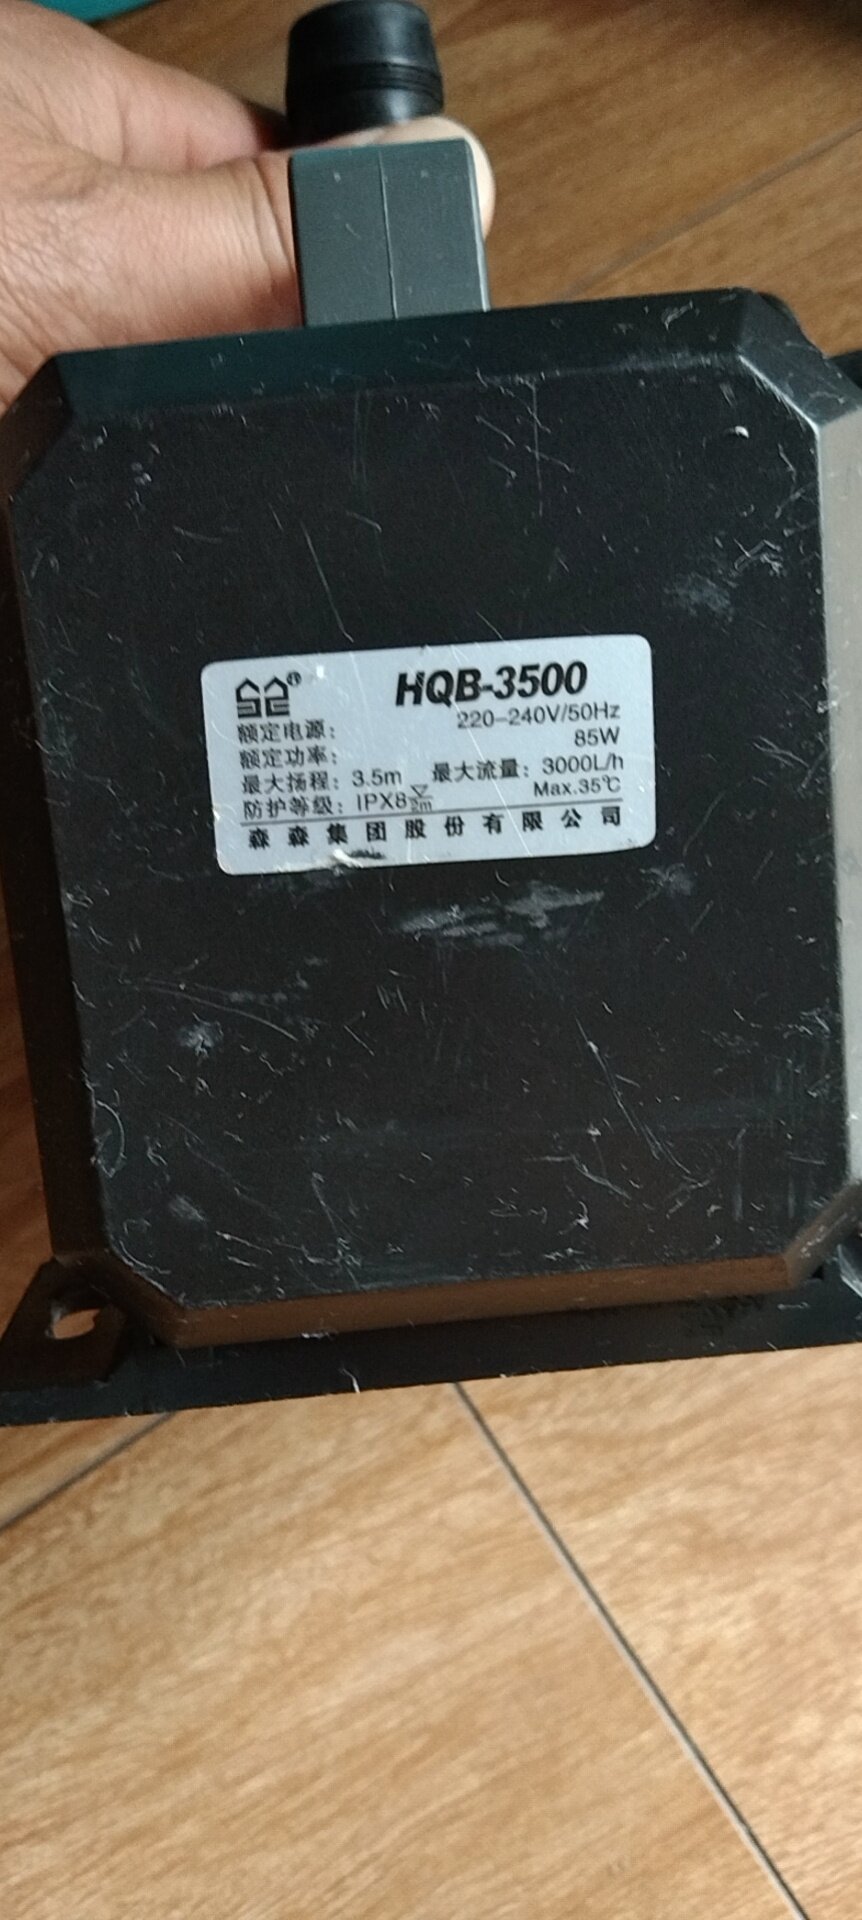 HQB-3500
额定电源: 220-240V/50Hz
额定功率: 85W
最大扬程: 3.5m 最大流量: 3000L/h
防护等级: IPX8 2m Max.35℃
森森集团股份有限公司